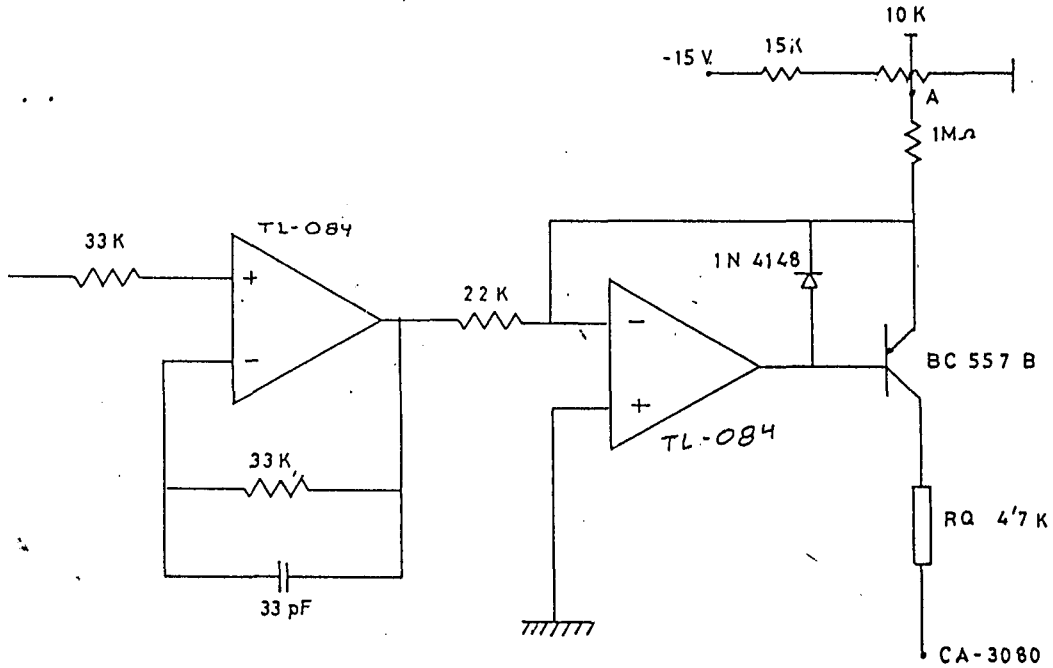 10 K
-15 V.
15K
A
1MΩ
TL-084
33 K
+
-
1N 4148
22 K
-
+
BC 557 B
TL-084
33 K
RQ 4'7 K
33 pF
CA-3080